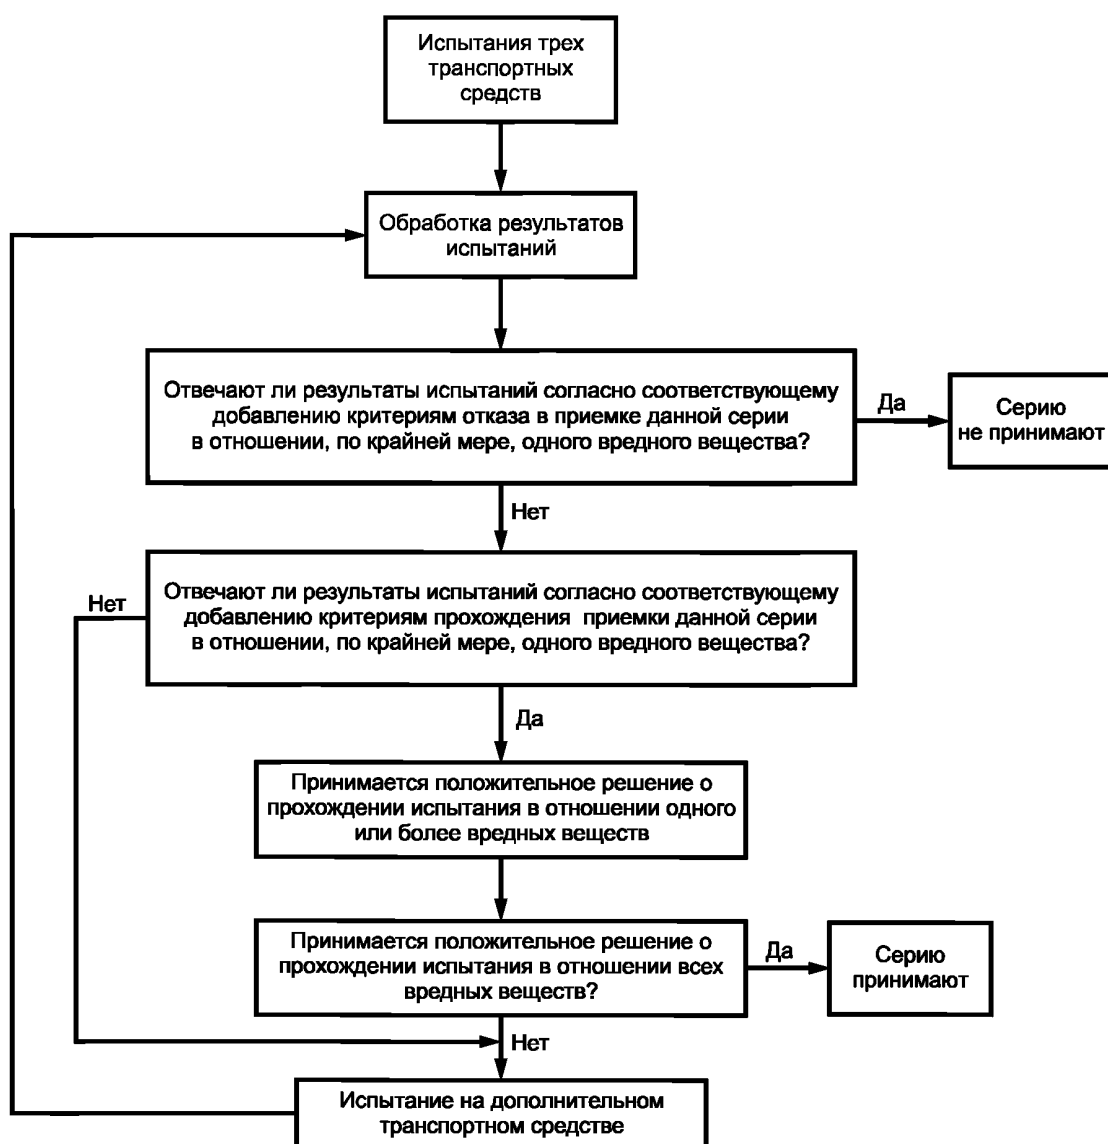 Испытания трех
транспортных
средств
Обработка результатов
испытаний
Отвечают ли результаты испытаний согласно соответствующему
добавлению критериям отказа в приемке данной серии
в отношении, по крайней мере, одного вредного вещества?
Да
Серию
не принимают
Нет
Отвечают ли результаты испытаний согласно соответствующему
добавлению критериям прохождения приемки данной серии
в отношении, по крайней мере, одного вредного вещества?
Нет
Да
Принимается положительное решение о
прохождении испытания в отношении одного
или более вредных веществ
Принимается положительное решение о
прохождении испытания в отношении всех
вредных веществ?
Да
Серию
принимают
Нет
Испытание на дополнительном
транспортном средстве